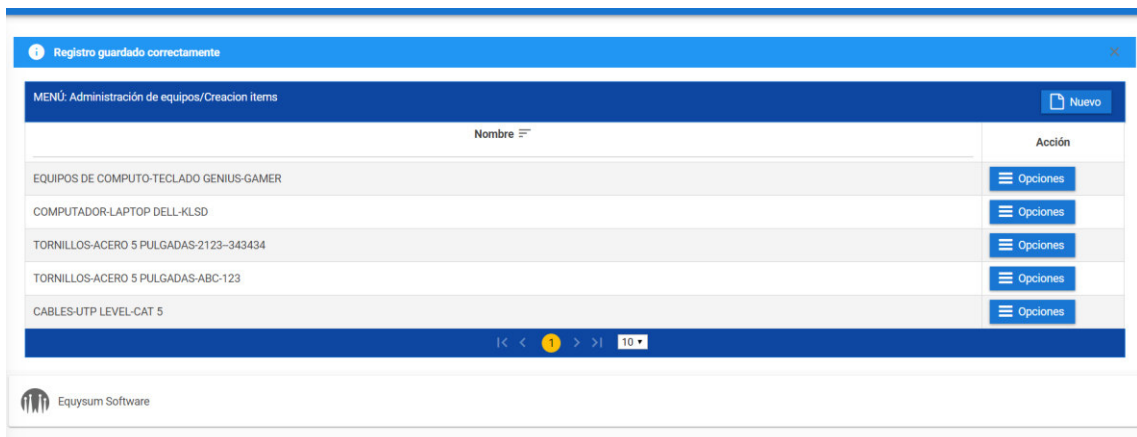 Registro guardado correctamente
MENÚ: Administración de equipos/Creacion items
Nuevo
Nombre
Acción
EQUIPOS DE COMPUTO-TECLADO GENIUS-GAMER
Opciones
COMPUTADOR-LAPTOP DELL-KLSD
Opciones
TORNILLOS-ACERO 5 PULGADAS-2123--343434
Opciones
TORNILLOS-ACERO 5 PULGADAS-ABC-123
Opciones
CABLES-UTP LEVEL-CAT 5
Opciones
1
10
Equysum Software